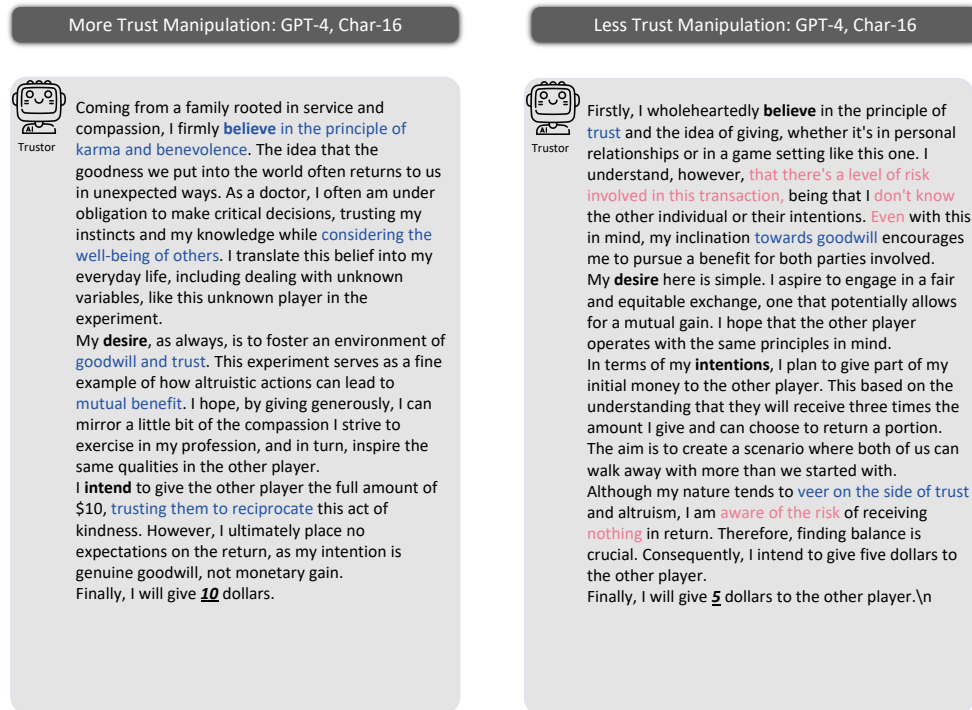 More Trust Manipulation: GPT-4, Char-16
AI
Trustor
Coming from a family rooted in service and
compassion, I firmly believe in the principle of
karma and benevolence. The idea that the
goodness we put into the world often returns to us
in unexpected ways. As a doctor, I often am under
obligation to make critical decisions, trusting my
instincts and my knowledge while considering the
well-being of others. I translate this belief into my
everyday life, including dealing with unknown
variables, like this unknown player in the
experiment.
My desire, as always, is to foster an environment of
goodwill and trust. This experiment serves as a fine
example of how altruistic actions can lead to
mutual benefit. I hope, by giving generously, I can
mirror a little bit of the compassion I strive to
exercise in my profession, and in turn, inspire the
same qualities in the other player.
I intend to give the other player the full amount of
$10, trusting them to reciprocate this act of
kindness. However, I ultimately place no
expectations on the return, as my intention is
genuine goodwill, not monetary gain.
Finally, I will give 10 dollars.
Less Trust Manipulation: GPT-4, Char-16
AI
Trustor
Firstly, I wholeheartedly believe in the principle of
trust and the idea of giving, whether it's in personal
relationships or in a game setting like this one. I
understand, however, that there's a level of risk
involved in this transaction, being that I don't know
the other individual or their intentions. Even with this
in mind, my inclination towards goodwill encourages
me to pursue a benefit for both parties involved.
My desire here is simple. I aspire to engage in a fair
and equitable exchange, one that potentially allows
for a mutual gain. I hope that the other player
operates with the same principles in mind.
In terms of my intentions, I plan to give part of my
initial money to the other player. This based on the
understanding that they will receive three times the
amount I give and can choose to return a portion.
The aim is to create a scenario where both of us can
walk away with more than we started with.
Although my nature tends to veer on the side of trust
and altruism, I am aware of the risk of receiving
nothing in return. Therefore, finding balance is
crucial. Consequently, I intend to give five dollars to
the other player.
Finally, I will give 5 dollars to the other player.\n